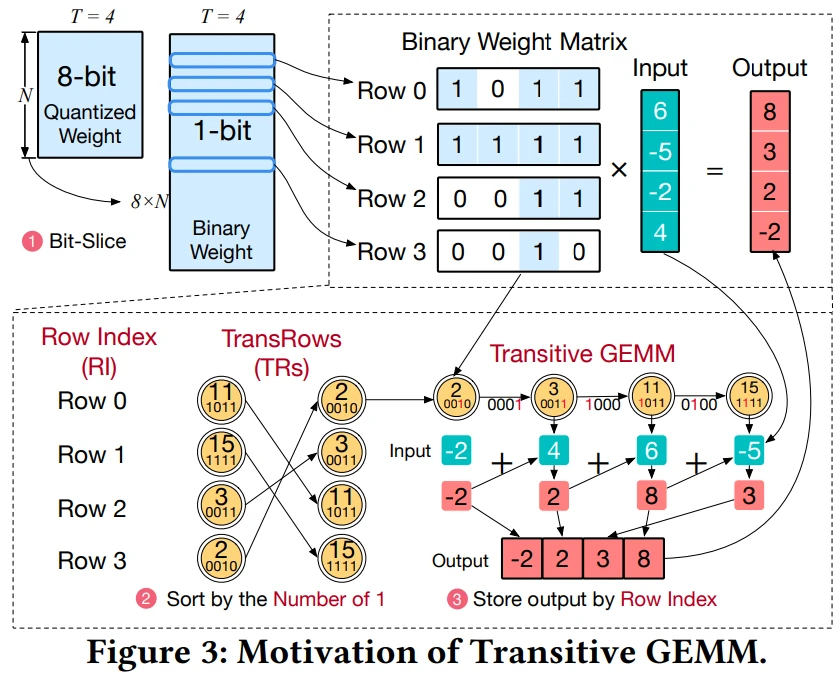 T = 4
T = 4
8-bit
Quantized
Weight
N
8×N
1-bit
Binary
Weight
1 Bit-Slice
Binary Weight Matrix
Input
Output
Row 0 1 0 1 1
Row 1 1 1 1 1
Row 2 0 0 1 1
Row 3 0 0 1 0
×
=
6
-5
-2
4
8
3
2
-2
Row Index
(RI)
TransRows
(TRs)
Transitive GEMM
Row 0
Row 1
Row 2
Row 3
11
1011
15
1111
3
0011
2
0010
2
0010
3
0011
11
1011
15
1111
2
0010
0001
3
0011
1000
11
1011
0100
15
1111
Input -2 + 4 + 6 + -5
-2 2 8 3
Output -2 2 3 8
2 Sort by the Number of 1
3 Store output by Row Index
Figure 3: Motivation of Transitive GEMM.